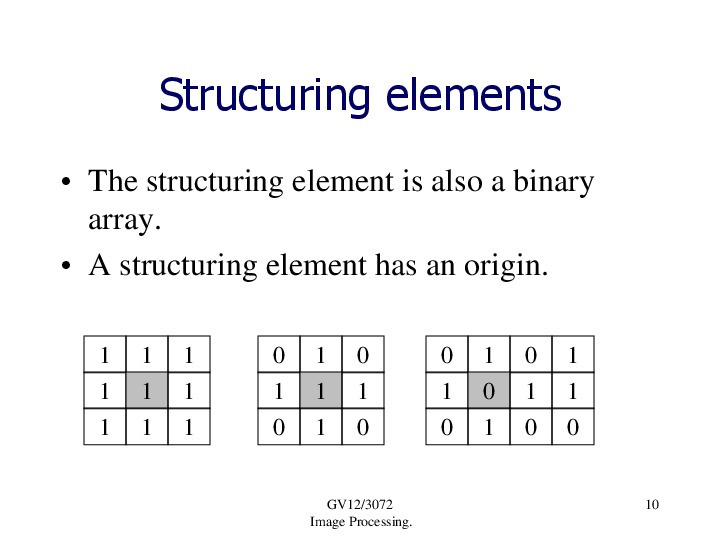 Structuring elements
• The structuring element is also a binary
array.
• A structuring element has an origin.
1 1 1 0 1 0 0 1 0 1
1 1 1 1 1 1 1 0 1 1
1 1 1 0 1 0 0 1 0 0
GV12/3072
Image Processing.
10